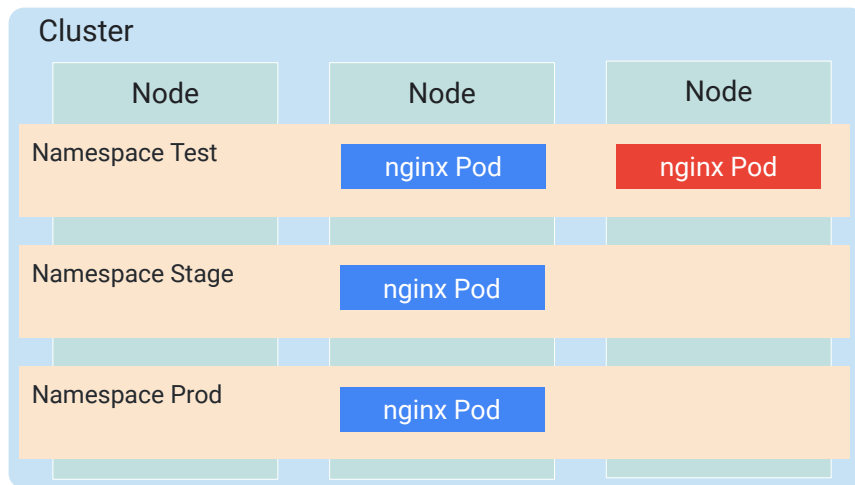 Cluster
Node
Node
Node
Namespace Test
nginx Pod
nginx Pod
Namespace Stage
nginx Pod
Namespace Prod
nginx Pod